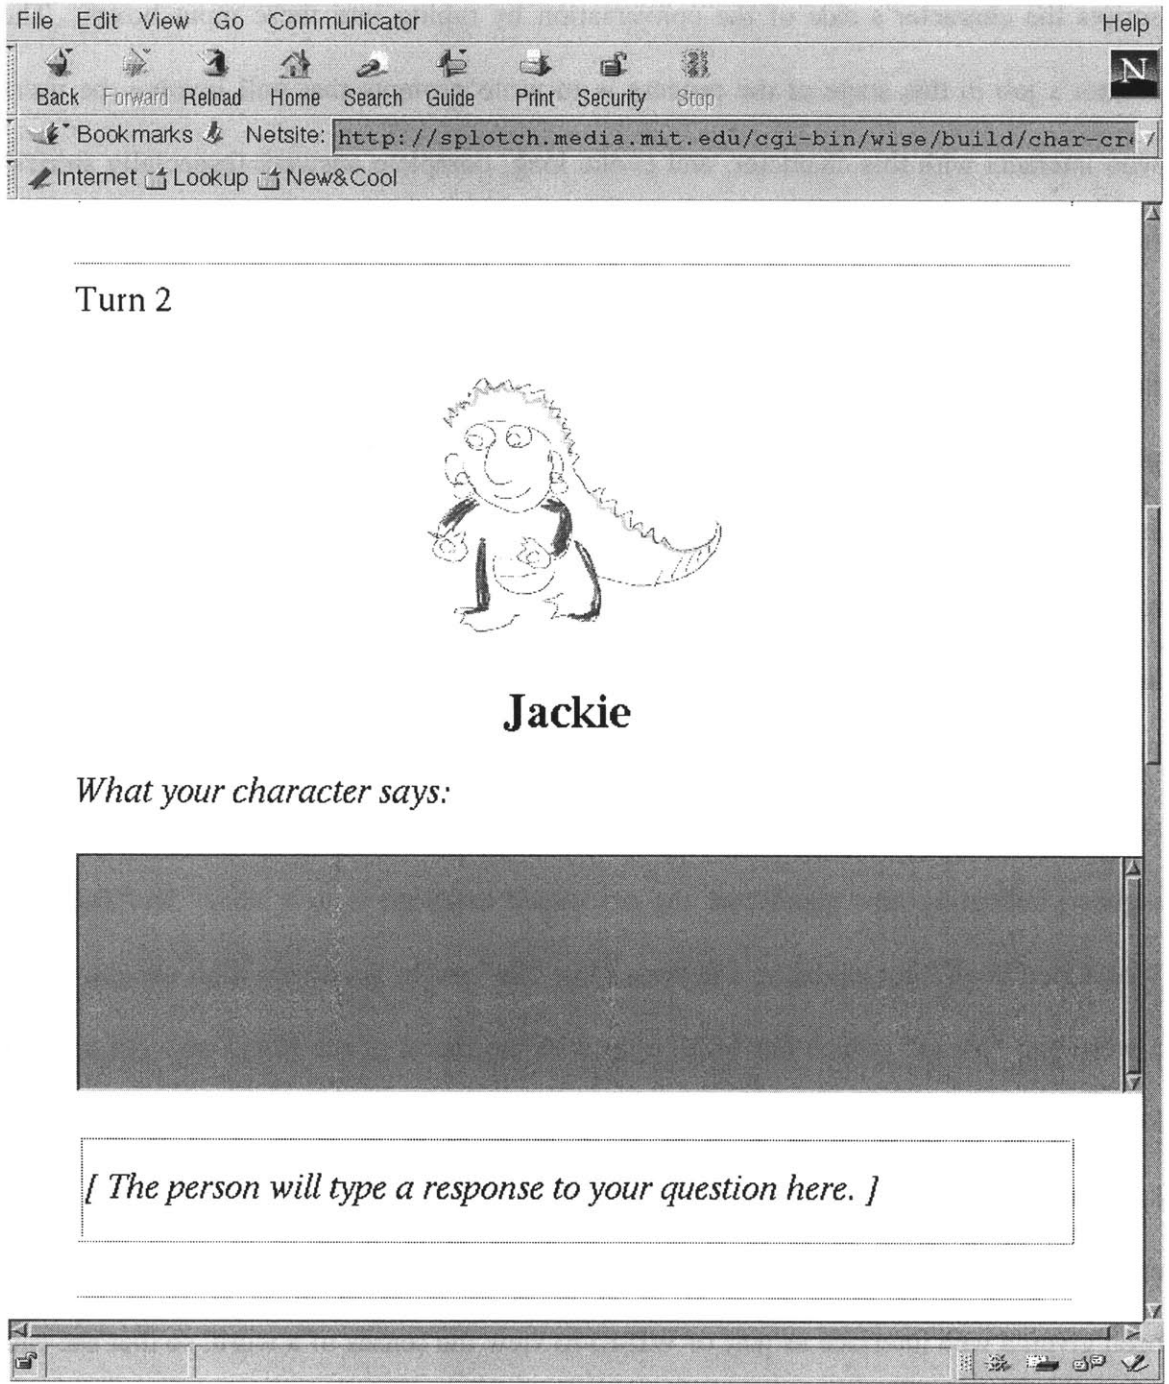 File Edit View Go Communicator Help
N
Back Forward Reload Home Search Guide Print Security Stop
Bookmarks Netsite: http://splotch.media.mit.edu/cgi-bin/wise/build/char-cre
Internet Lookup New&Cool
Turn 2
Jackie
What your character says:
[ The person will type a response to your question here. ]